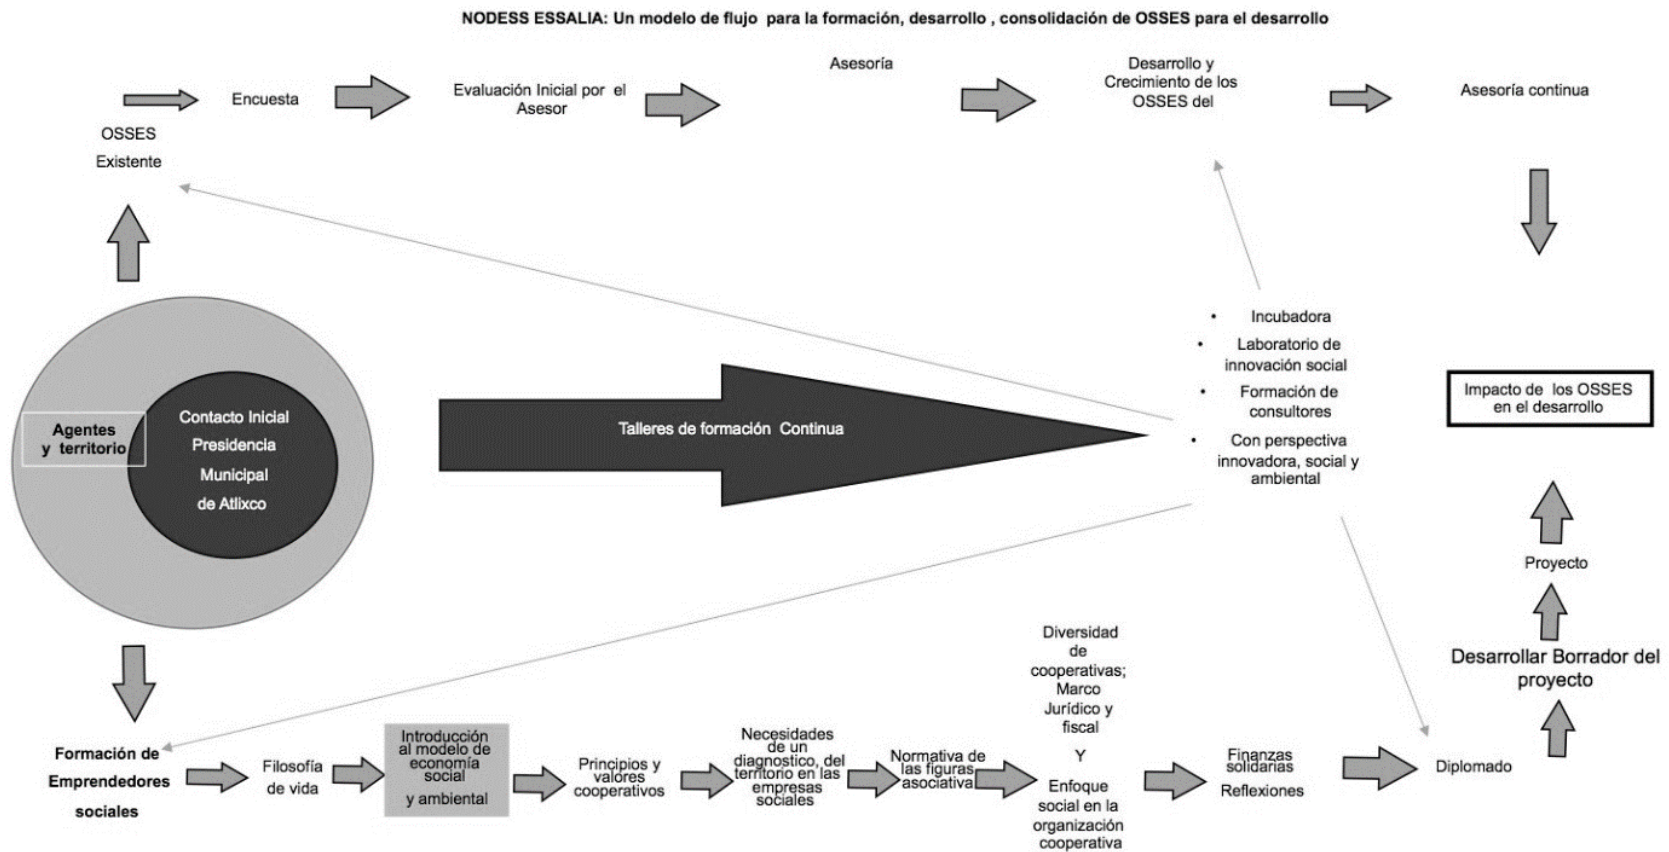 NODESS ESSALIA: Un modelo de flujo para la formación, desarrollo , consolidación de OSSES para el desarrollo
OSSES
Existente
Encuesta
Evaluación Inicial por el
Asesor
Asesoría
Desarrollo y
Crecimiento de los
OSSES del
Asesoría continua
Agentes
y territorio
Contacto Inicial
Presidencia
Municipal
de Atlixco
Talleres de formación Continua
• Incubadora
• Laboratorio de
innovación social
• Formación de
consultores
• Con perspectiva
innovadora, social y
ambiental
Impacto de los OSSES
en el desarrollo
Proyecto
Desarrollar Borrador del
proyecto
Formación de
Emprendedores
sociales
Filosofía
de vida
Introducción
al modelo de
economía
social
y ambiental
Principios y
valores
cooperativos
Necesidades
de un
diagnostico, del
territorio en las
empresas
sociales
Normativa de
las figuras
asociativa
Diversidad
de
cooperativas;
Marco
Jurídico y
fiscal
Y
Enfoque
social en la
organización
cooperativa
Finanzas
solidarias
Reflexiones
Diplomado